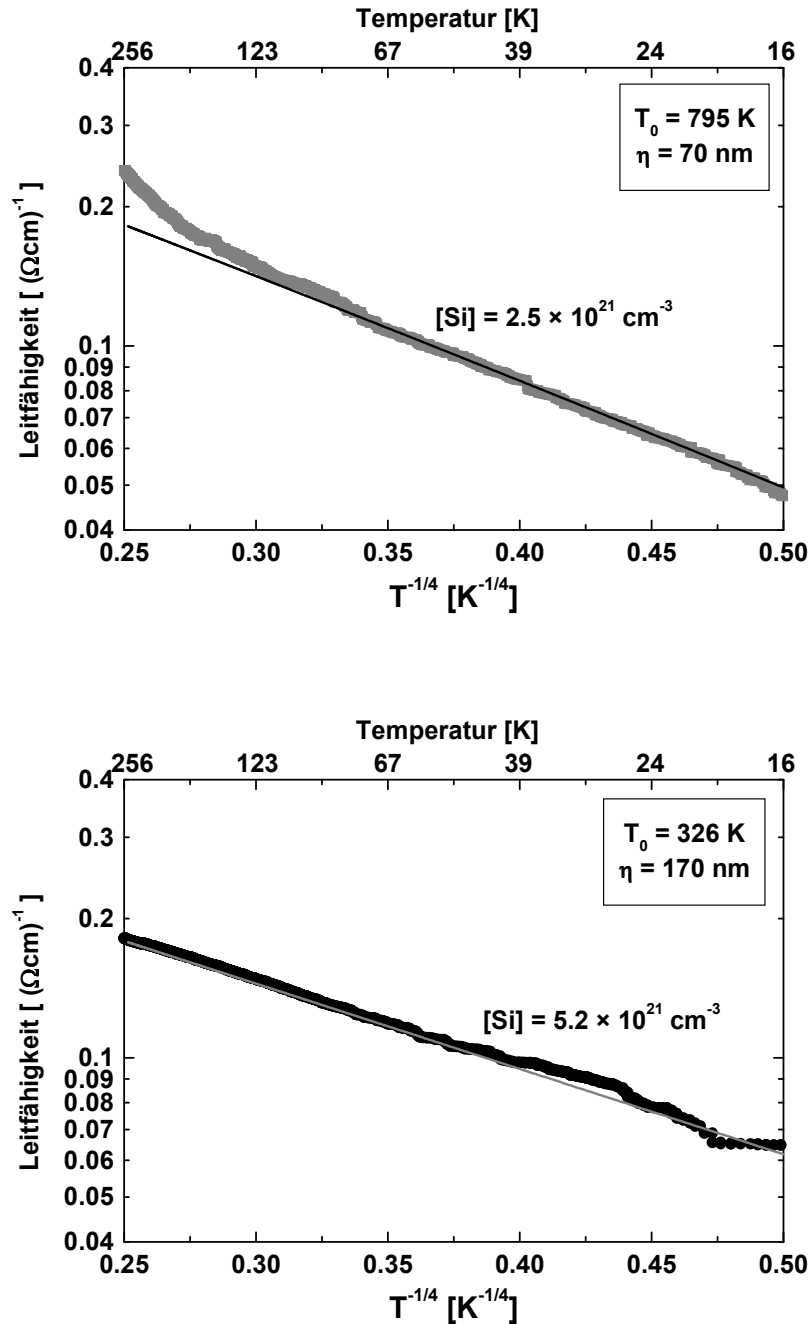 Temperatur [K]
256 123 67 39 24 16
0.4
T₀ = 795 K
η = 70 nm
0.3
0.2
[Si] = 2.5 × 10²¹ cm⁻³
0.1
0.09
0.08
0.07
0.06
0.05
0.04
Leitfähigkeit [ (Ωcm)⁻¹ ]
0.25 0.30 0.35 0.40 0.45 0.50
T⁻¹/⁴ [K⁻¹/⁴]
Temperatur [K]
256 123 67 39 24 16
0.4
T₀ = 326 K
η = 170 nm
0.3
0.2
[Si] = 5.2 × 10²¹ cm⁻³
0.1
0.09
0.08
0.07
0.06
0.05
0.04
Leitfähigkeit [ (Ωcm)⁻¹ ]
0.25 0.30 0.35 0.40 0.45 0.50
T⁻¹/⁴ [K⁻¹/⁴]